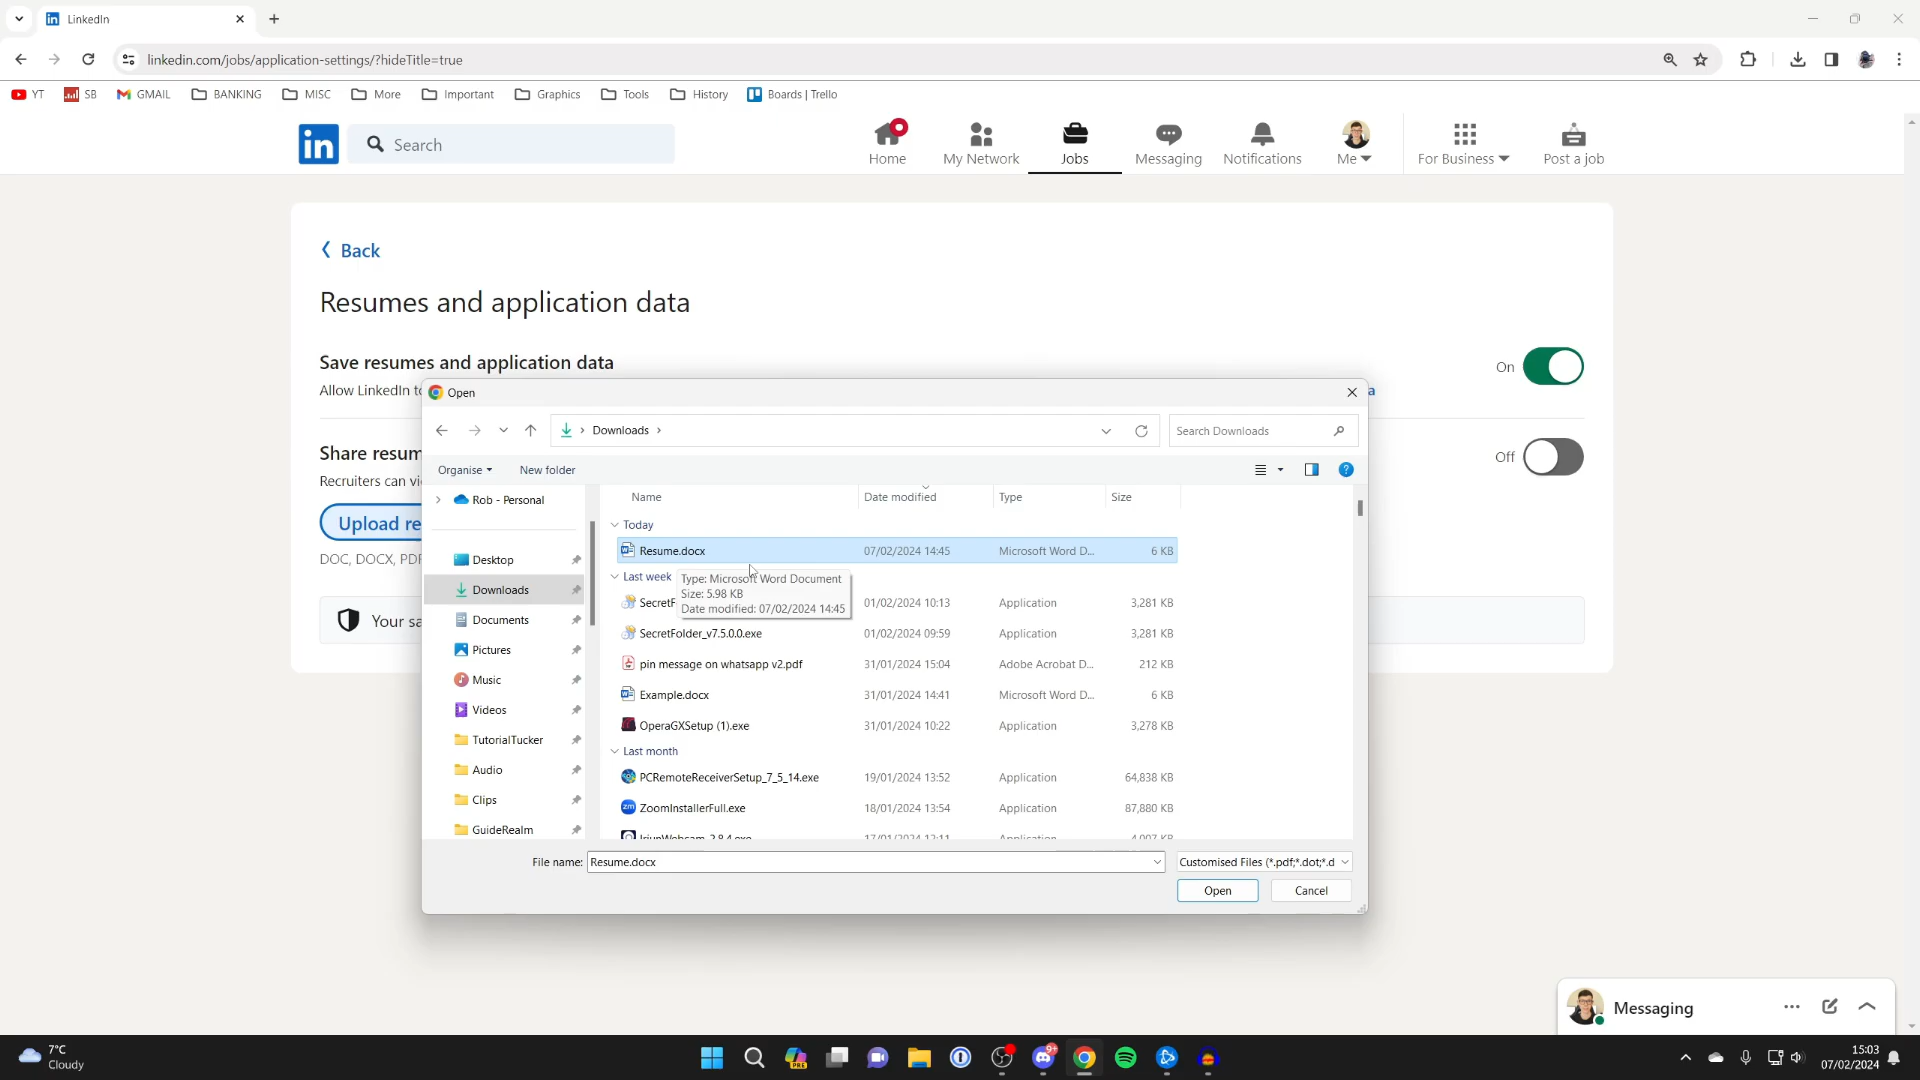 LinkedIn
linkedin.com/jobs/application-settings/?hideTitle=true
YT SB GMAIL BANKING MISC More Important Graphics Tools History Boards | Trello
in Search Home My Network Jobs Messaging Notifications Me For Business Post a job
Back
Resumes and application data
Save resumes and application data
On
Allow LinkedIn
Share resum
Off
Recruiters can vi
Upload re
DOC, DOCX, PDF
Your sa
Open
Downloads
Search Downloads
Organise New folder
Rob - Personal
Desktop
Downloads
Documents
Pictures
Music
Videos
TutorialTucker
Audio
Clips
GuideRealm
Name Date modified Type Size
Today
Resume.docx 07/02/2024 14:45 Microsoft Word D... 6 KB
Last week
Type: Microsoft Word Document
Size: 5.98 KB
Date modified: 07/02/2024 14:45
SecretF 01/02/2024 10:13 Application 3,281 KB
SecretFolder_v7.5.0.0.exe 01/02/2024 09:59 Application 3,281 KB
pin message on whatsapp v2.pdf 31/01/2024 15:04 Adobe Acrobat D... 212 KB
Example.docx 31/01/2024 14:41 Microsoft Word D... 6 KB
OperaGXSetup (1).exe 31/01/2024 10:22 Application 3,278 KB
Last month
PCRemoteReceiverSetup_7_5_14.exe 19/01/2024 13:52 Application 64,838 KB
ZoomInstallerFull.exe 18/01/2024 13:54 Application 87,880 KB
File name: Resume.docx Customised Files (*.pdf;*.dot;*.d
Open Cancel
Messaging
7°C
Cloudy
15:03
07/02/2024